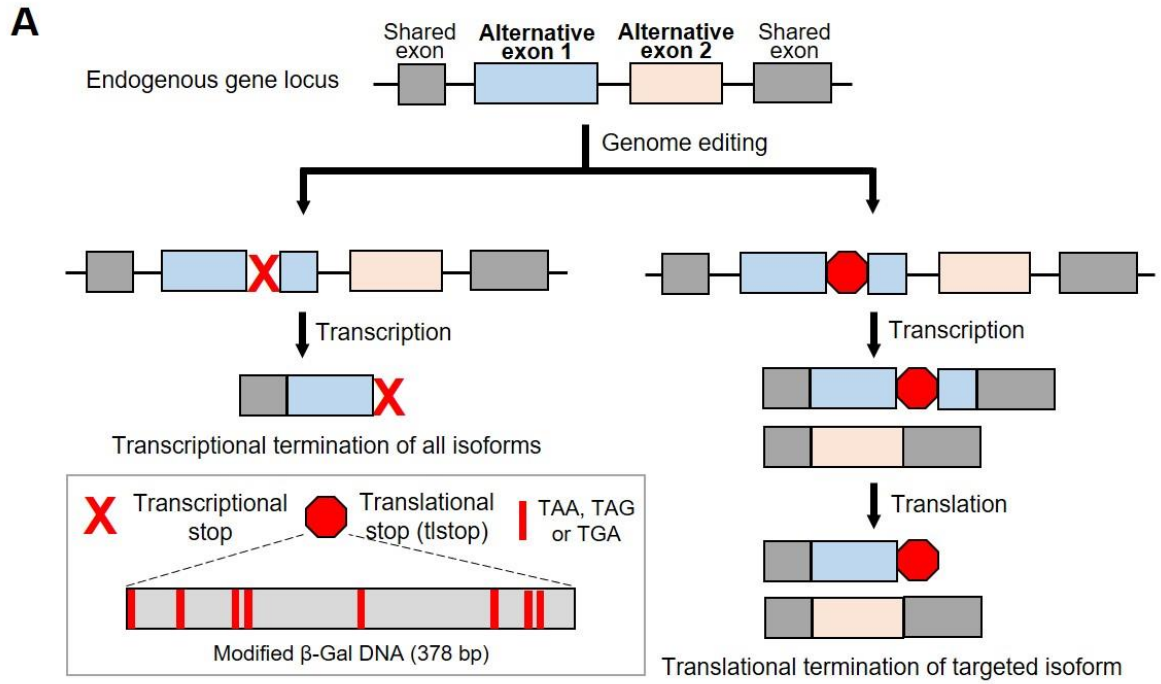 A
Shared
exon
Alternative
exon 1
Alternative
exon 2
Shared
exon
Endogenous gene locus
Genome editing
X
Transcription
X
Transcriptional termination of all isoforms
X
Transcriptional
stop
Translational
stop (tlstop)
TAA, TAG
or TGA
Modified β-Gal DNA (378 bp)
Transcription
Translation
Translational termination of targeted isoform